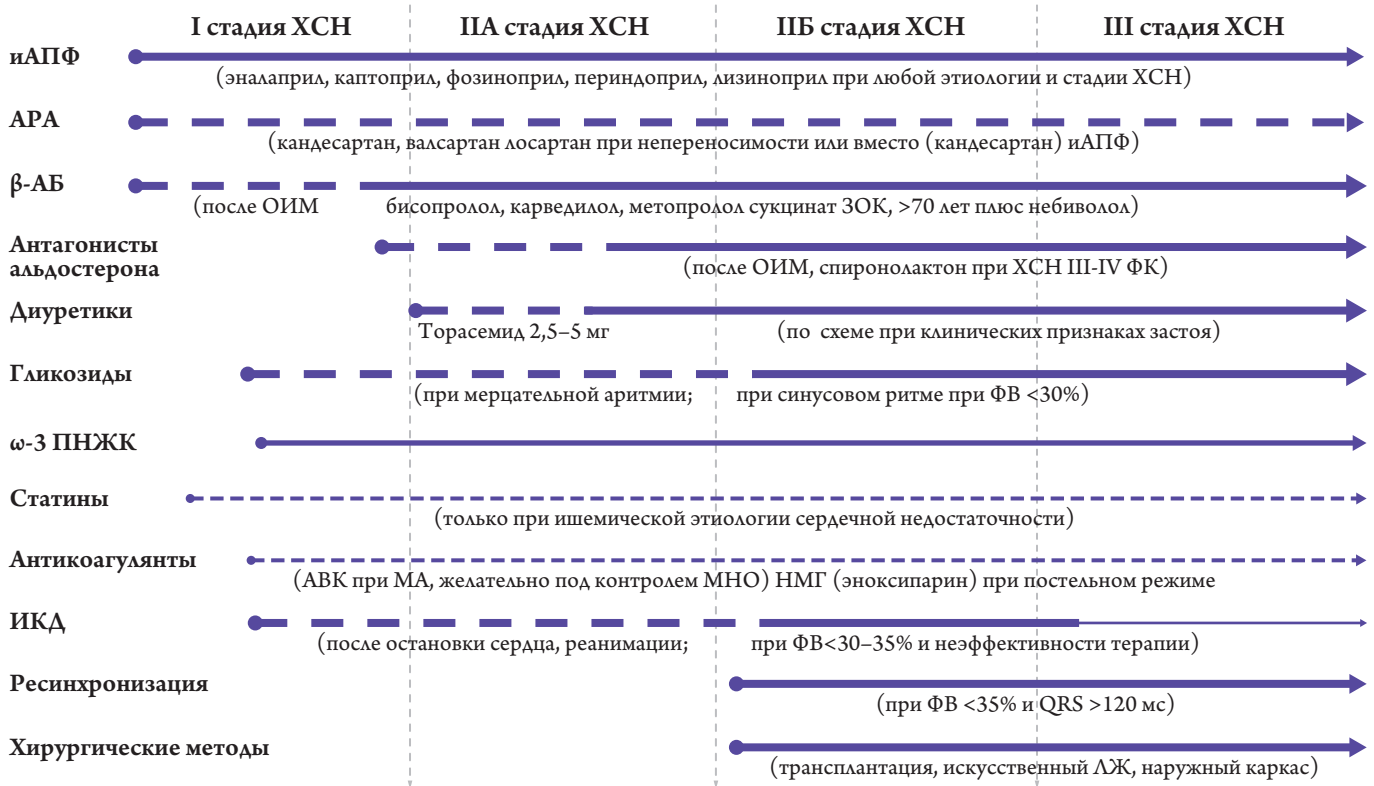 I стадия ХСН IIА стадия ХСН IIБ стадия ХСН III стадия ХСН
иАПФ
(эналаприл, каптоприл, фозиноприл, периндоприл, лизиноприл при любой этиологии и стадии ХСН)
АРА
(кандесартан, валсартан лосартан при непереносимости или вместо (кандесартан) иАПФ)
β-АБ
(после ОИМ бисопролол, карведилол, метопролол сукцинат ЗОК, >70 лет плюс небиволол)
Антагонисты
альдостерона
(после ОИМ, спиронолактон при ХСН III-IV ФК)
Диуретики
Торасемид 2,5–5 мг (по схеме при клинических признаках застоя)
Гликозиды
(при мерцательной аритмии; при синусовом ритме при ФВ <30%)
ω-3 ПНЖК
Статины
(только при ишемической этиологии сердечной недостаточности)
Антикоагулянты
(АВК при МА, желательно под контролем МНО) НМГ (эноксипарин) при постельном режиме
ИКД
(после остановки сердца, реанимации; при ФВ<30–35% и неэффективности терапии)
Ресинхронизация
(при ФВ <35% и QRS >120 мс)
Хирургические методы
(трансплантация, искусственный ЛЖ, наружный каркас)